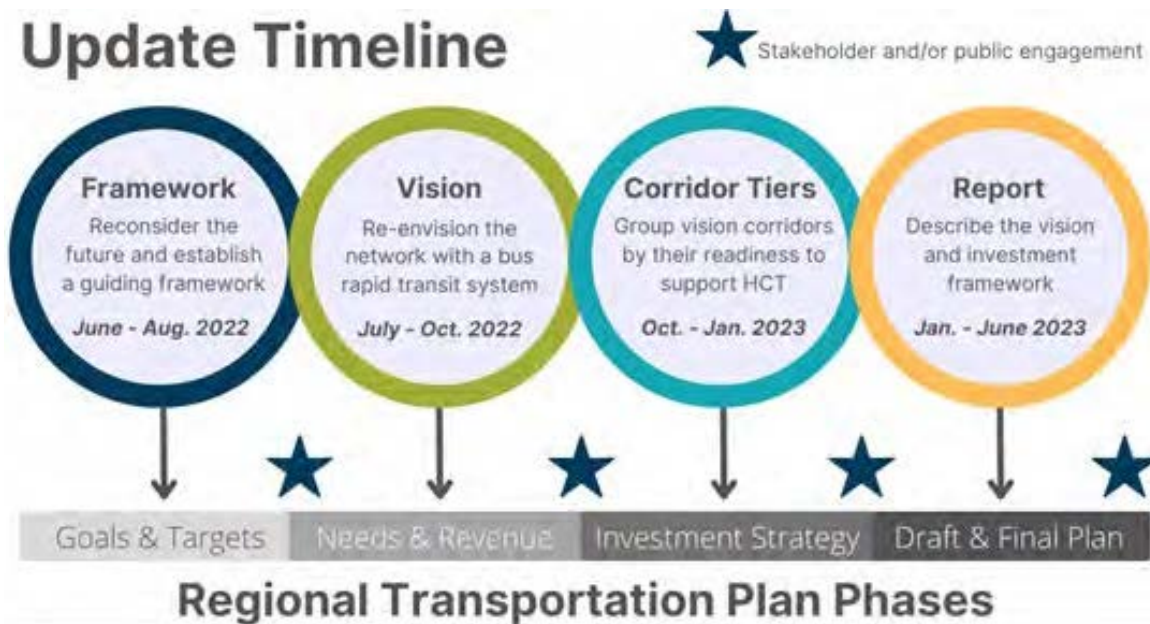 Update Timeline
Stakeholder and/or public engagement
Framework
Reconsider the
future and establish
a guiding framework
June - Aug. 2022
Vision
Re-envision the
network with a bus
rapid transit system
July - Oct. 2022
Corridor Tiers
Group vision corridors
by their readiness to
support HCT
Oct. - Jan. 2023
Report
Describe the vision
and investment
framework
Jan. - June 2023
Goals & Targets
Needs & Revenue
Investment Strategy
Draft & Final Plan
Regional Transportation Plan Phases